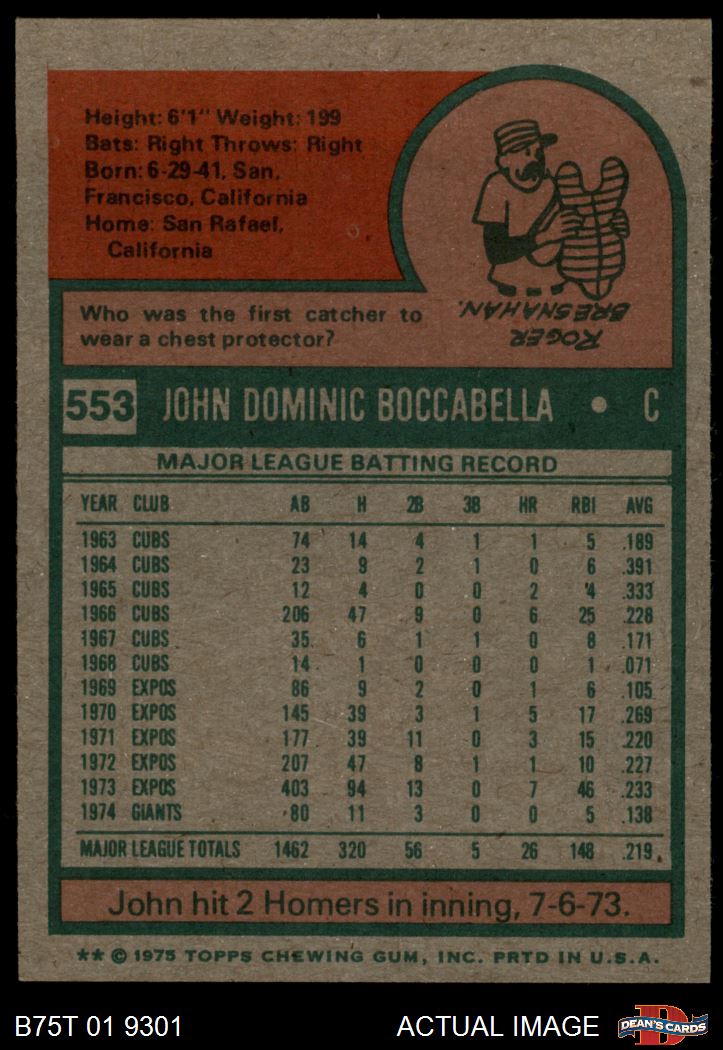 Height: 6'1" Weight: 199
Bats: Right Throws: Right
Born: 6-29-41, San,
Francisco, California
Home: San Rafael,
California
Who was the first catcher to
wear a chest protector?
ROGER
BRESNAHAN.
553 JOHN DOMINIC BOCCABELLA • C
MAJOR LEAGUE BATTING RECORD
YEAR CLUB AB H 2B 3B HR RBI AVG
1963 CUBS 74 14 4 1 1 5 .189
1964 CUBS 23 9 2 1 0 6 .391
1965 CUBS 12 4 0 0 2 4 .333
1966 CUBS 206 47 9 0 6 25 .228
1967 CUBS 35 6 1 1 0 8 .171
1968 CUBS 14 1 0 0 0 1 .071
1969 EXPOS 86 9 2 0 1 6 .105
1970 EXPOS 145 39 3 1 5 17 .269
1971 EXPOS 177 39 11 0 3 15 .220
1972 EXPOS 207 47 8 1 1 10 .227
1973 EXPOS 403 94 13 0 7 46 .233
1974 GIANTS 80 11 3 0 0 5 .138
MAJOR LEAGUE TOTALS 1462 320 56 5 26 148 .219
John hit 2 Homers in inning, 7-6-73.
** © 1975 TOPPS CHEWING GUM, INC. PRTD IN U.S.A.
B75T 01 9301 ACTUAL IMAGE D DEAN'S CARDS